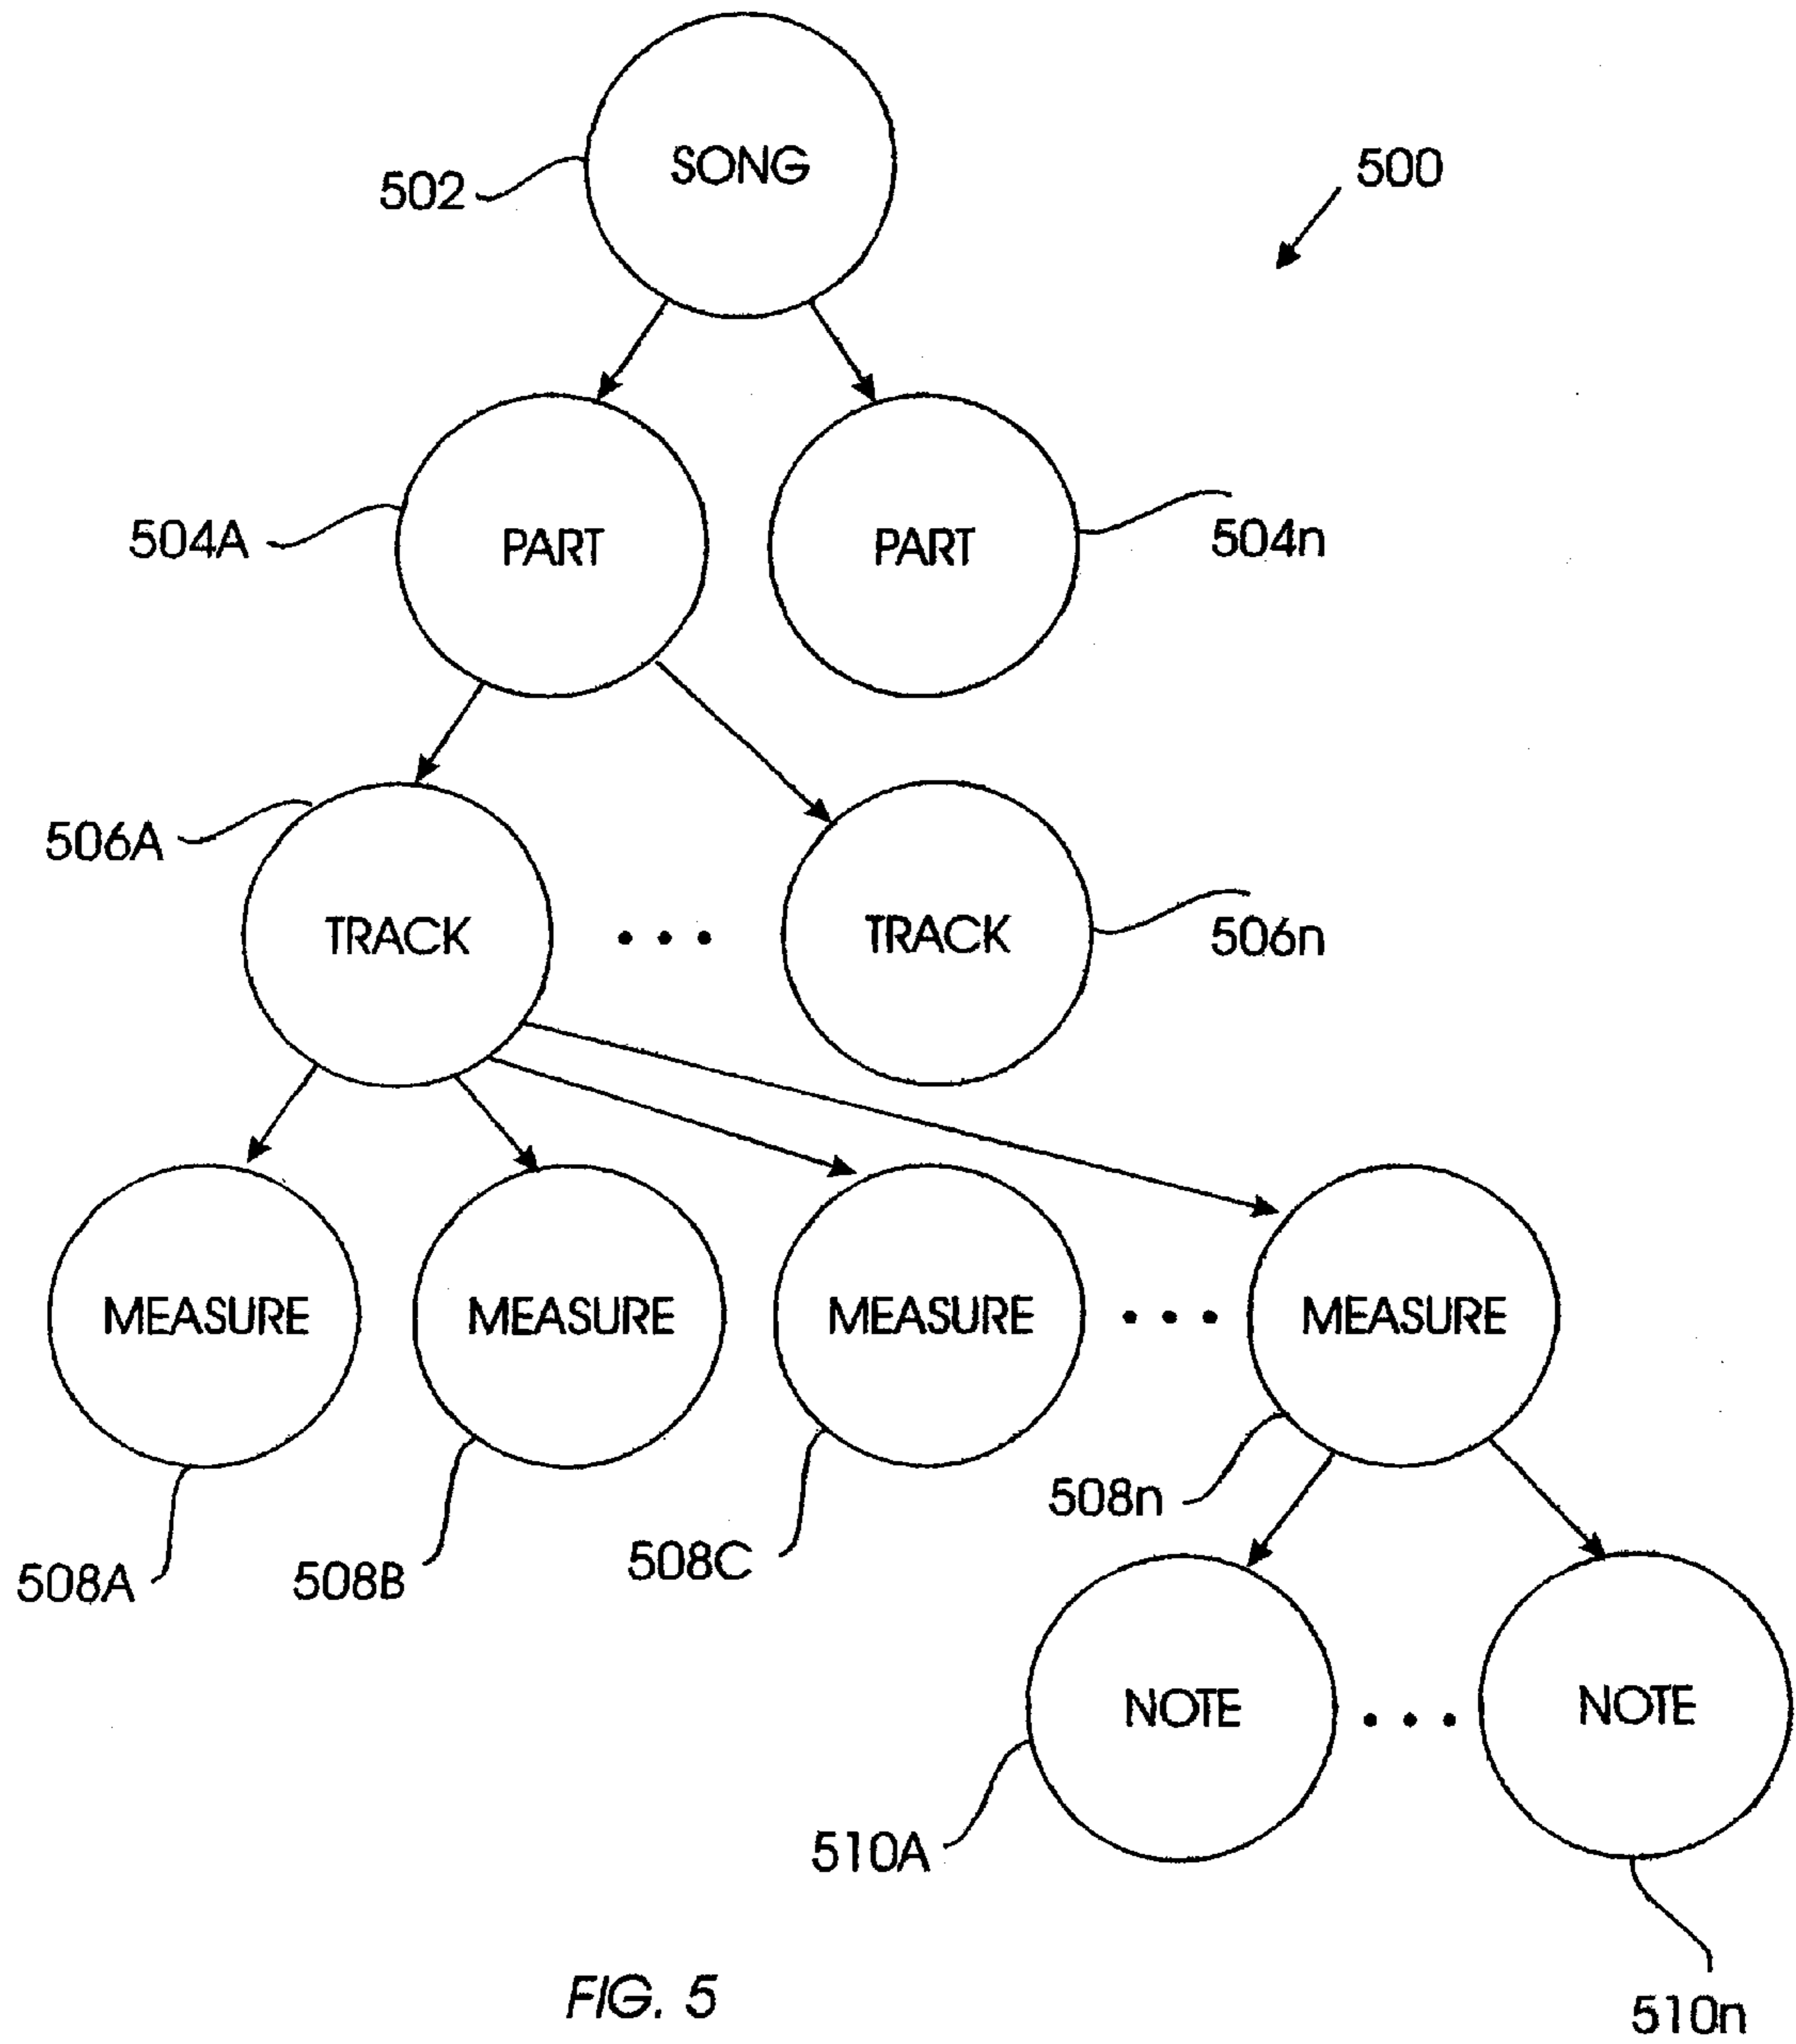 SONG
500
502
504A
PART
PART
504n
506A
TRACK
TRACK
506n
MEASURE
MEASURE
MEASURE
MEASURE
508n
508A
508B
508C
NOTE
NOTE
510A
FIG. 5
510n